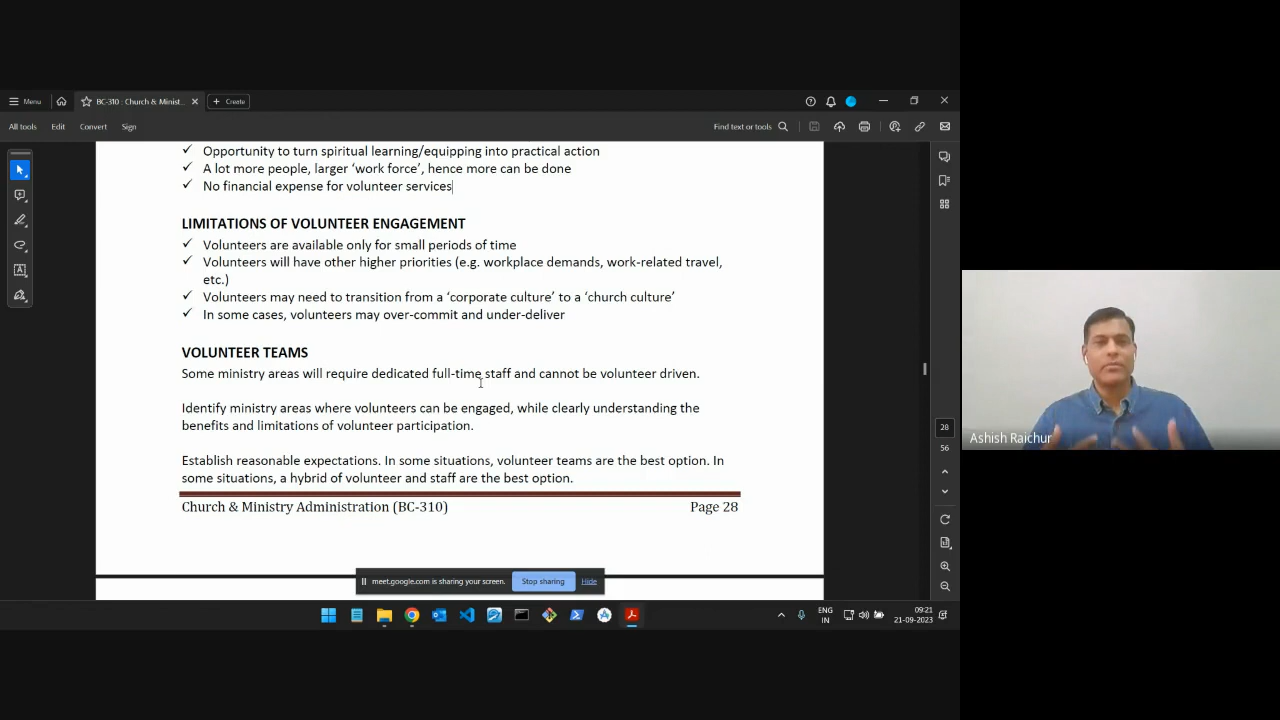 Menu
BC-310 : Church & Minist...
Create
All tools
Edit
Convert
Sign
Find text or tools
✓ Opportunity to turn spiritual learning/equipping into practical action
✓ A lot more people, larger ‘work force’, hence more can be done
✓ No financial expense for volunteer services
LIMITATIONS OF VOLUNTEER ENGAGEMENT
✓ Volunteers are available only for small periods of time
✓ Volunteers will have other higher priorities (e.g. workplace demands, work-related travel,
etc.)
✓ Volunteers may need to transition from a ‘corporate culture’ to a ‘church culture’
✓ In some cases, volunteers may over-commit and under-deliver
VOLUNTEER TEAMS
Some ministry areas will require dedicated full-time staff and cannot be volunteer driven.
Identify ministry areas where volunteers can be engaged, while clearly understanding the
benefits and limitations of volunteer participation.
Establish reasonable expectations. In some situations, volunteer teams are the best option. In
some situations, a hybrid of volunteer and staff are the best option.
Church & Ministry Administration (BC-310)
Page 28
28
56
meet.google.com is sharing your screen.
Stop sharing
Hide
ENG
IN
09:21
21-09-2023
Ashish Raichur